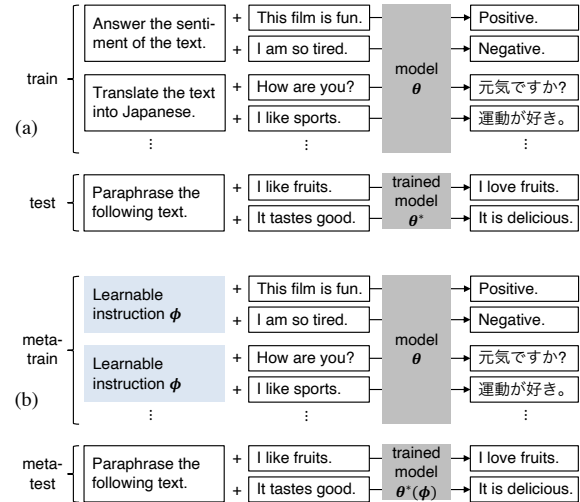 (a)
train
Answer the senti-
ment of the text.
+ This film is fun.
+ I am so tired.
Translate the text
into Japanese.
+ How are you?
+ I like sports.
⋮ ⋮
model
θ
Positive.
Negative.
元気ですか?
運動が好き。
⋮
test
Paraphrase the
following text.
+ I like fruits.
+ It tastes good.
trained
model
θ*
I love fruits.
It is delicious.
(b)
meta-
train
Learnable
instruction ϕ
+ This film is fun.
+ I am so tired.
Learnable
instruction ϕ
+ How are you?
+ I like sports.
⋮ ⋮
model
θ
Positive.
Negative.
元気ですか?
運動が好き。
⋮
meta-
test
Paraphrase the
following text.
+ I like fruits.
+ It tastes good.
trained
model
θ*(ϕ)
I love fruits.
It is delicious.